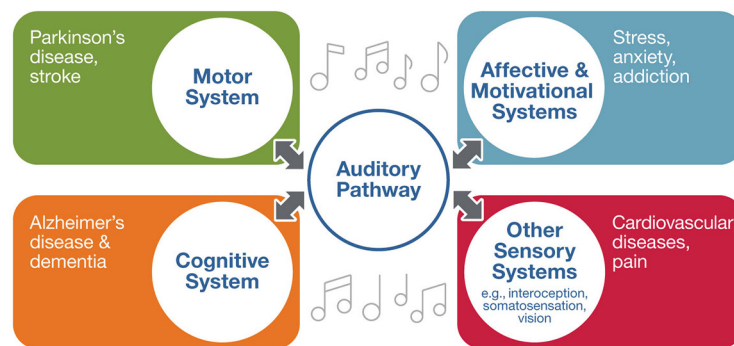 Parkinson's
disease,
stroke
Motor
System
Affective &
Motivational
Systems
Stress,
anxiety,
addiction
Auditory
Pathway
Alzheimer's
disease &
dementia
Cognitive
System
Other
Sensory
Systems
e.g., interoception,
somatosensation,
vision
Cardiovascular
diseases,
pain